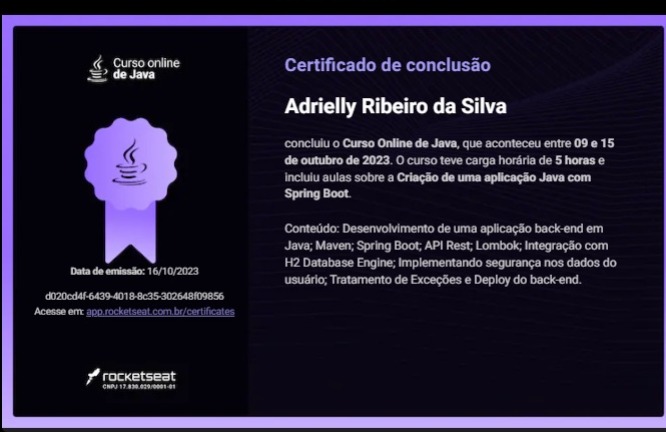 Curso online
de Java
Data de emissão: 16/10/2023
d020cd4f-6439-4018-8c35-302648f09856
Acesse em: app.rocketseat.com.br/certificates
rocketseat
CNPJ 17.830.029/0001-01
Certificado de conclusão
Adrielly Ribeiro da Silva
concluiu o Curso Online de Java, que aconteceu entre 09 e 15
de outubro de 2023. O curso teve carga horária de 5 horas e
incluiu aulas sobre a Criação de uma aplicação Java com
Spring Boot.
Conteúdo: Desenvolvimento de uma aplicação back-end em
Java; Maven; Spring Boot; API Rest; Lombok; Integração com
H2 Database Engine; Implementando segurança nos dados do
usuário; Tratamento de Exceções e Deploy do back-end.